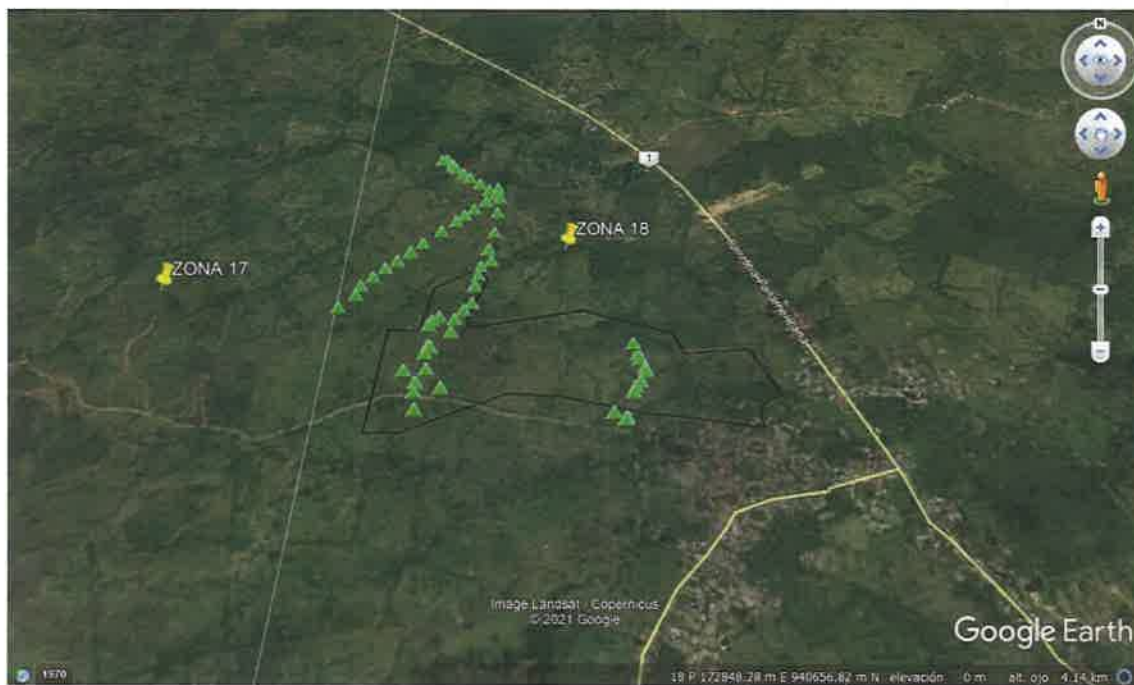 N
1
ZONA 18
ZONA 17
Image Landsat / Copernicus
© 2021 Google
Google Earth
1970
18 P 172848.28 m E 940656.82 m N elevación 0 m alt. ojo 4.14 km